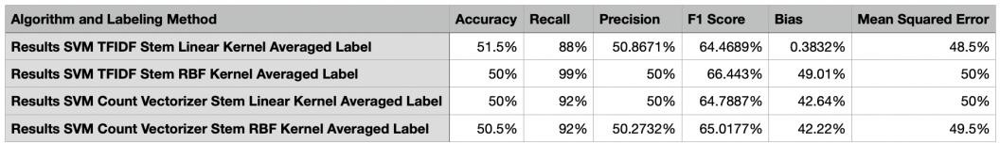 Algorithm and Labeling Method Accuracy Recall Precision F1 Score Bias Mean Squared Error
Results SVM TFIDF Stem Linear Kernel Averaged Label 51.5% 88% 50.8671% 64.4689% 0.3832% 48.5%
Results SVM TFIDF Stem RBF Kernel Averaged Label 50% 99% 50% 66.443% 49.01% 50%
Results SVM Count Vectorizer Stem Linear Kernel Averaged Label 50% 92% 50% 64.7887% 42.64% 50%
Results SVM Count Vectorizer Stem RBF Kernel Averaged Label 50.5% 92% 50.2732% 65.0177% 42.22% 49.5%